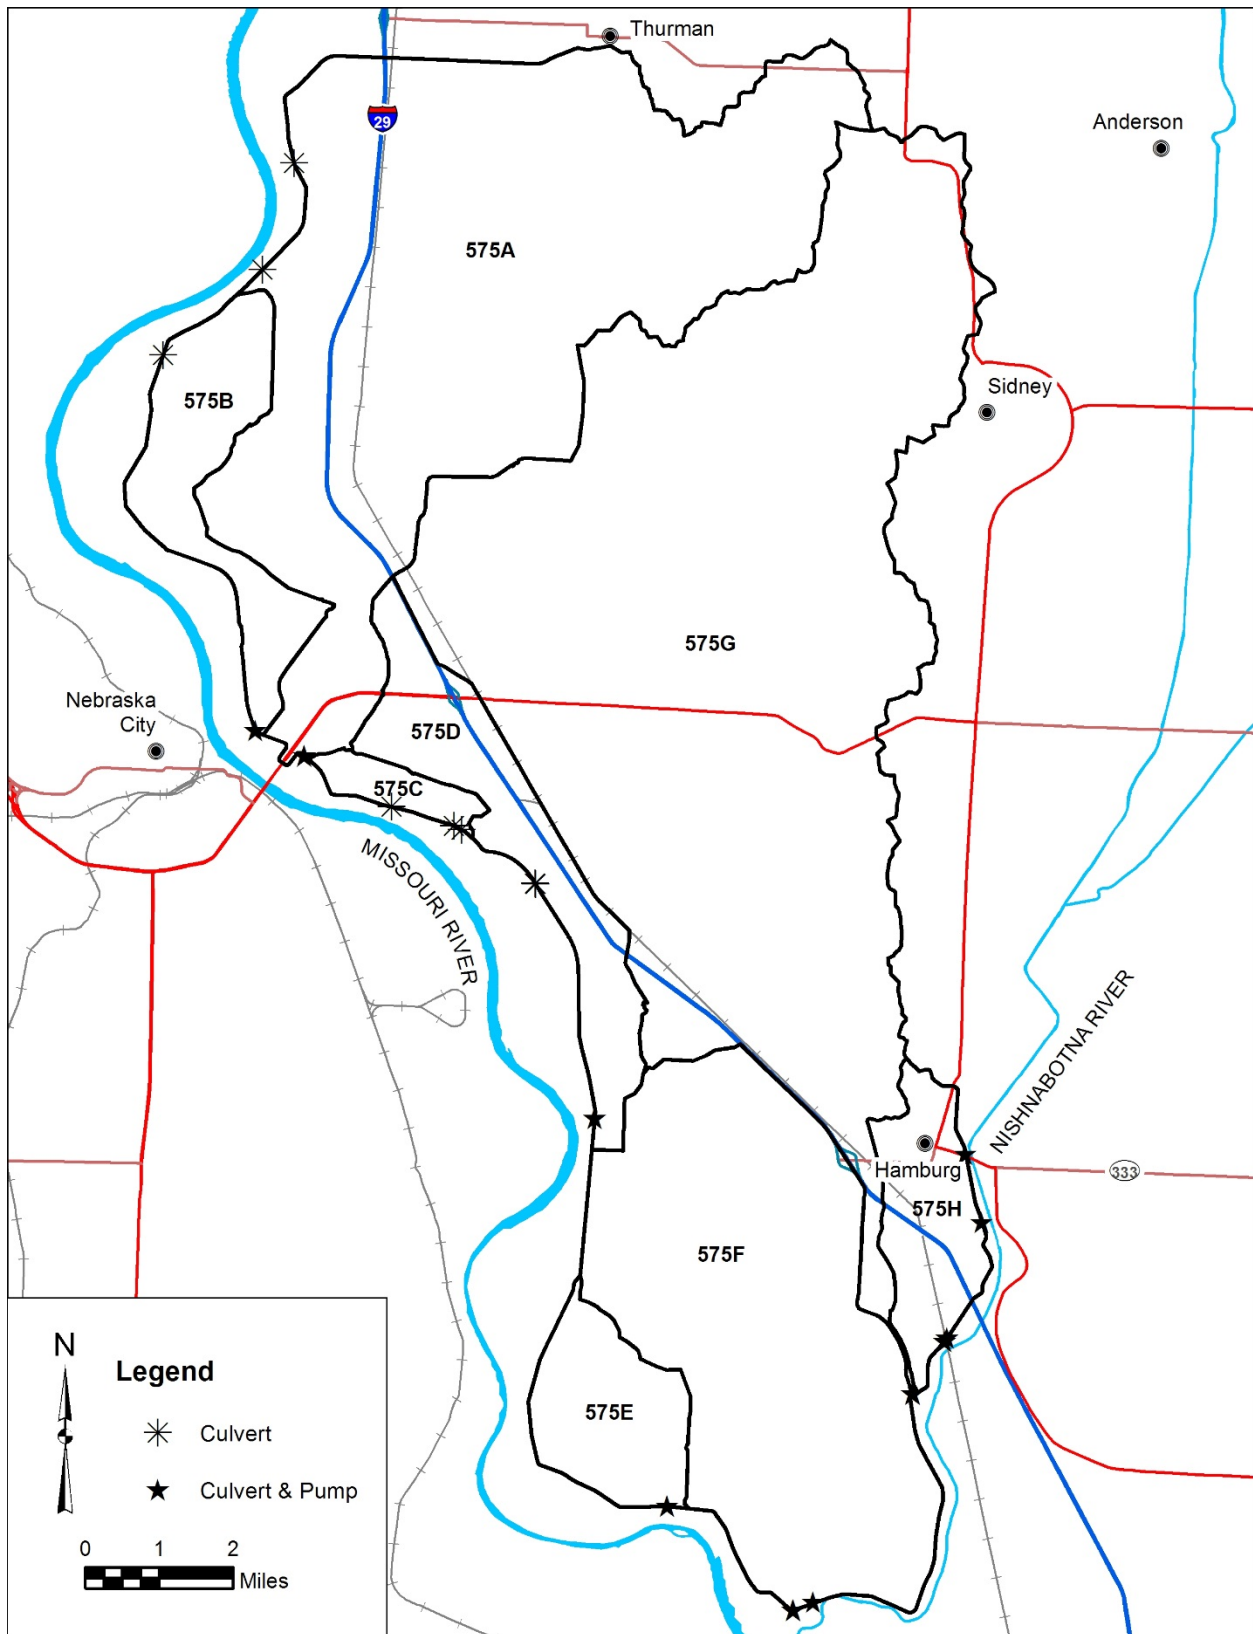 Thurman
29
Anderson
575A
Sidney
575B
575G
Nebraska
City
575D
575C
MISSOURI RIVER
NISHNABOTNA RIVER
Hamburg
333
575H
575F
575E
N
Legend
Culvert
Culvert & Pump
0 1 2
Miles